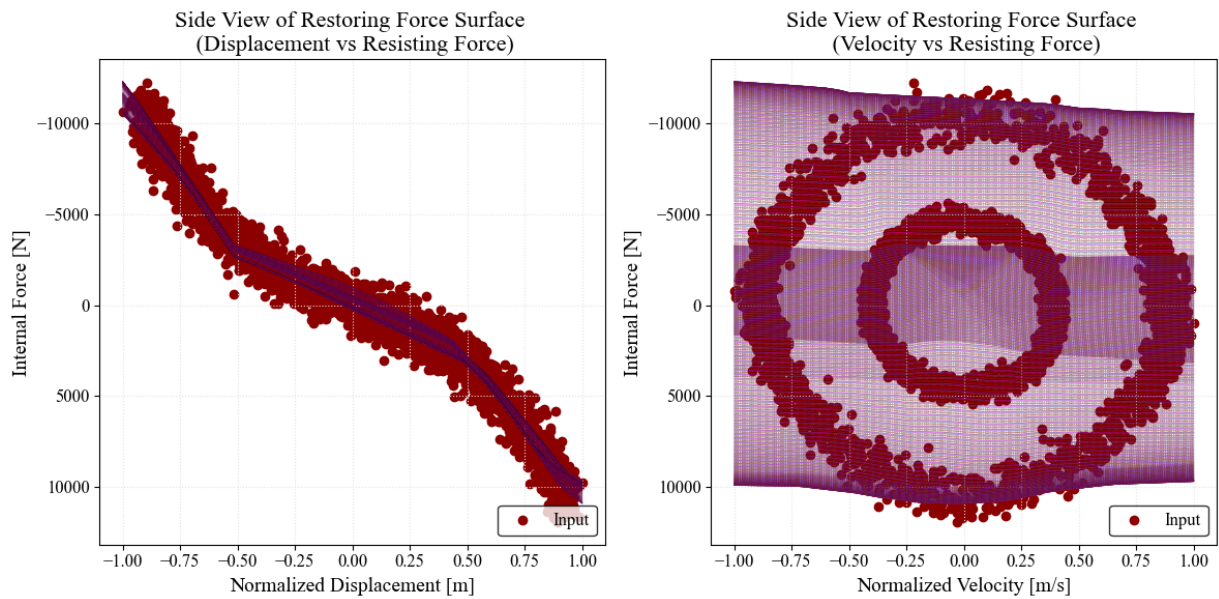 Side View of Restoring Force Surface
(Displacement vs Resisting Force)
Internal Force [N]
−10000
−5000
0
5000
10000
Input
−1.00
−0.75
−0.50
−0.25
0.00
0.25
0.50
0.75
1.00
Normalized Displacement [m]
Side View of Restoring Force Surface
(Velocity vs Resisting Force)
Internal Force [N]
−10000
−5000
0
5000
10000
Input
−1.00
−0.75
−0.50
−0.25
0.00
0.25
0.50
0.75
1.00
Normalized Velocity [m/s]